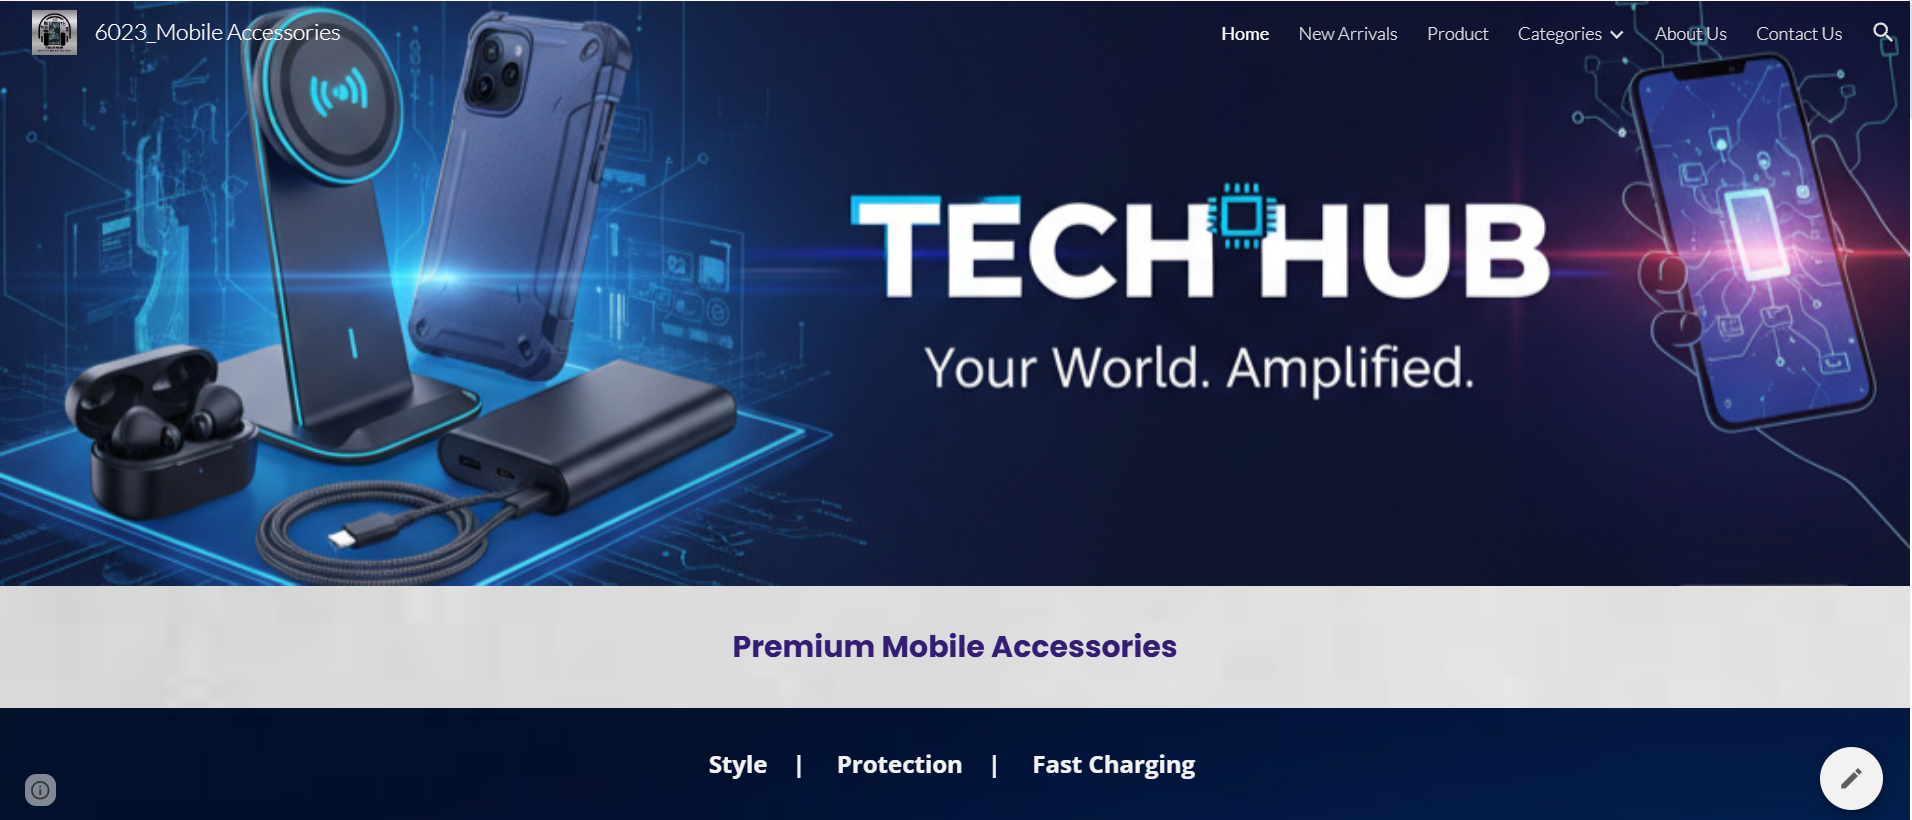 6023_Mobile Accessories
Home New Arrivals Product Categories About Us Contact Us
TECH HUB
Your World. Amplified.
Premium Mobile Accessories
Style | Protection | Fast Charging